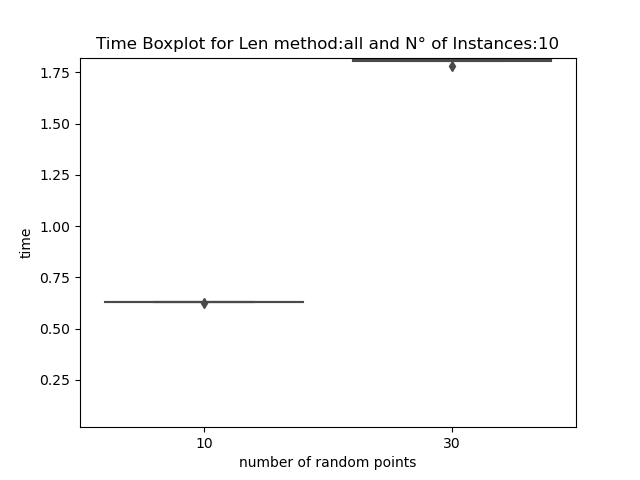 Time Boxplot for Len method:all and N° of Instances:10
1.75
1.50
1.25
1.00
0.75
0.50
0.25
time
10 30
number of random points